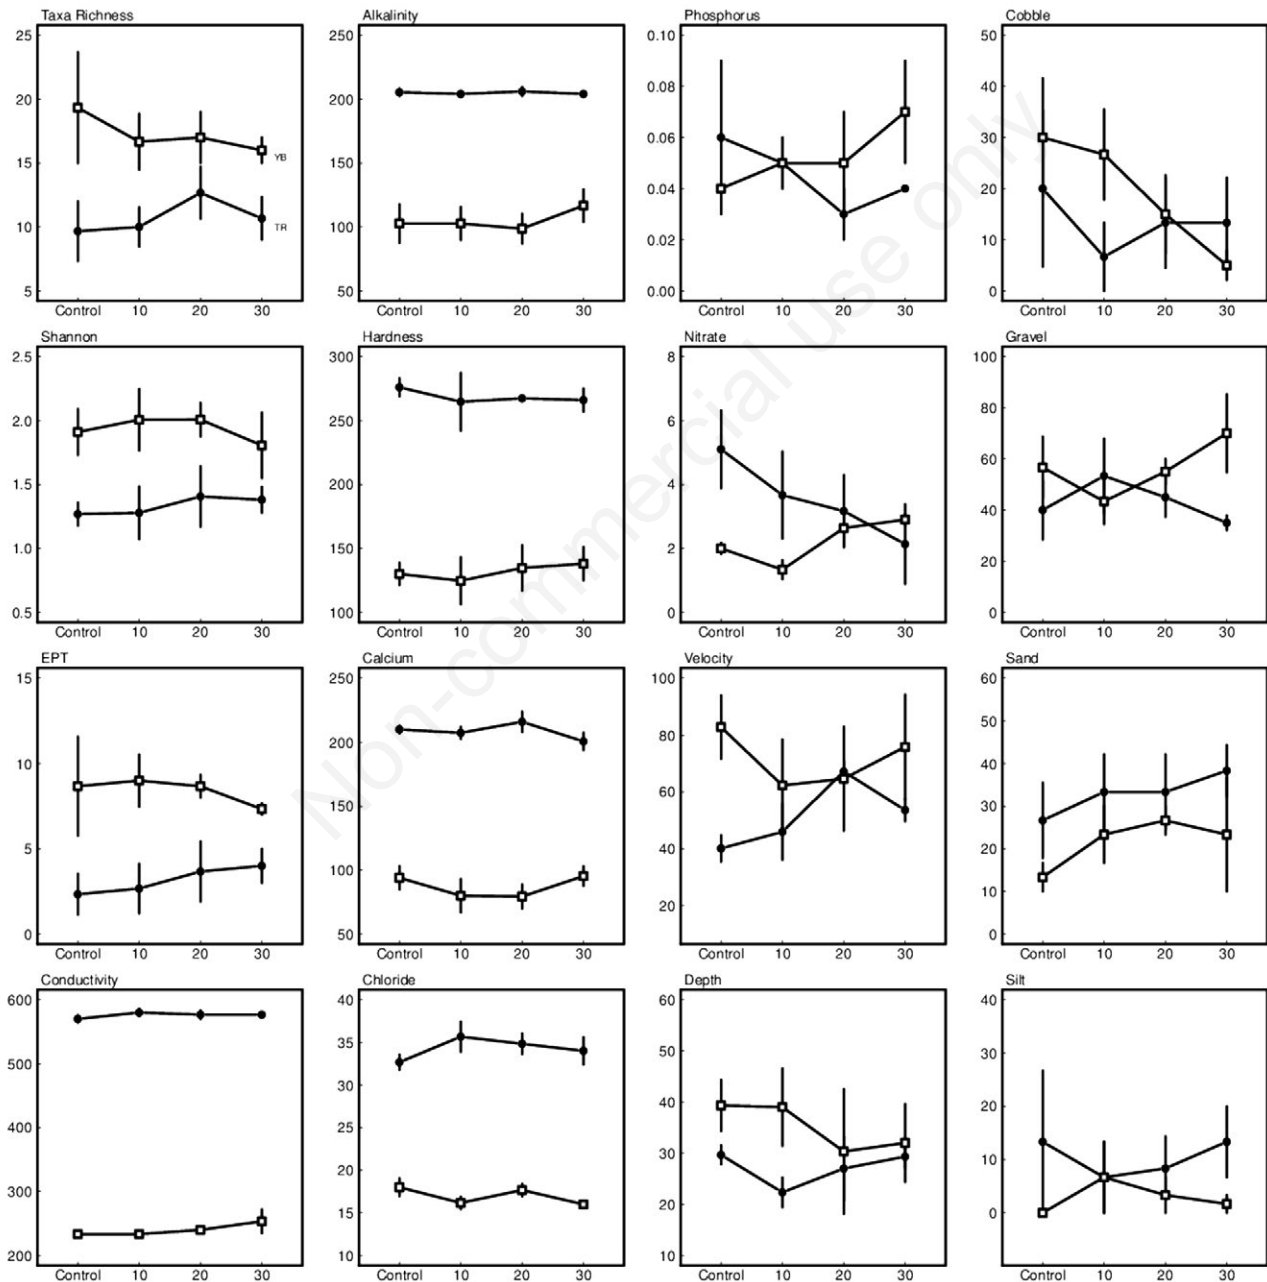 Taxa Richness Alkalinity Phosphorus Cobble
25 250 0.10 50
20 200 0.08 40
15 150 0.06 30
10 100 0.04 20
0.02 10
5 50 0.00 0
YB
TR
Control 10 20 30 Control 10 20 30 Control 10 20 30 Control 10 20 30
Shannon Hardness Nitrate Gravel
2.5 300 8 100
80
2.0 250 6
60
1.5 200 4
40
1.0 150 2
20
0.5 100 0 0
Control 10 20 30 Control 10 20 30 Control 10 20 30 Control 10 20 30
EPT Calcium Velocity Sand
15 250 100 60
50
200 80
10 40
150 60 30
5 20
100 40
10
0 50 20 0
Control 10 20 30 Control 10 20 30 Control 10 20 30 Control 10 20 30
Conductivity Chloride Depth Silt
600 40 60 40
35 50
500 30 30
40
400 25 20
30
20 10
300 15 20
0
200 10 10
Control 10 20 30 Control 10 20 30 Control 10 20 30 Control 10 20 30
Non-commercial use only